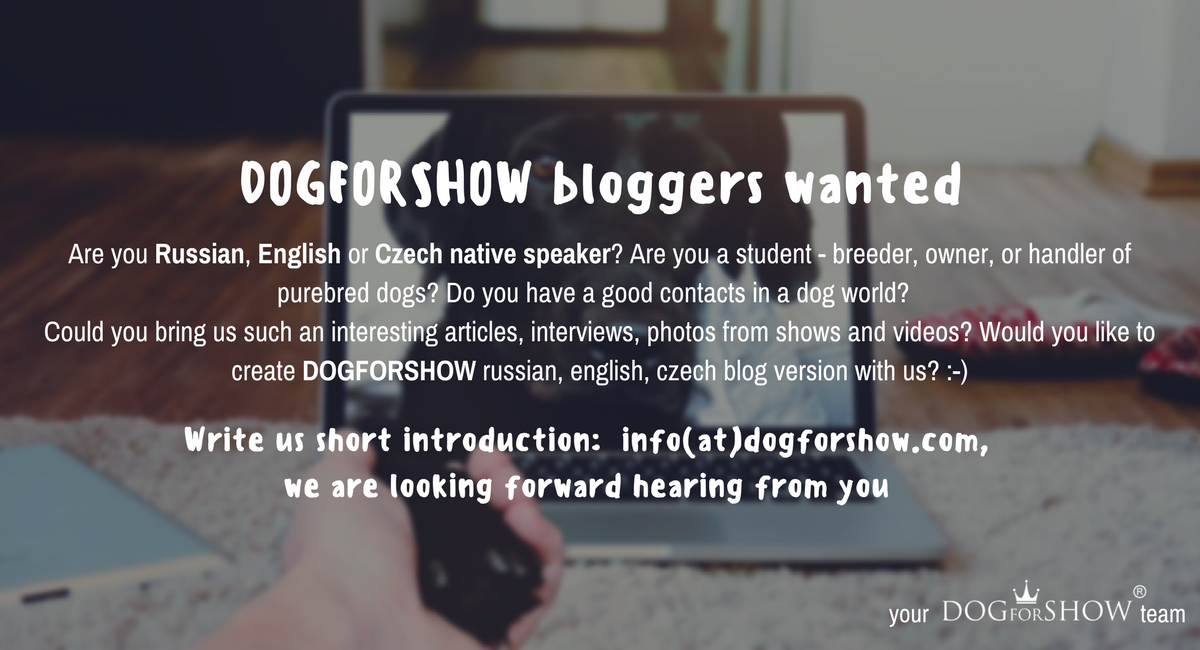 DOGFORSHOW bloggers wanted
Are you Russian, English or Czech native speaker? Are you a student - breeder, owner, or handler of
purebred dogs? Do you have a good contacts in a dog world?
Could you bring us such an interesting articles, interviews, photos from shows and videos? Would you like to
create DOGFORSHOW russian, english, czech blog version with us? :-)
Write us short introduction: info(at)dogforshow.com,
we are looking forward hearing from you
your DOGFORSHOW® team